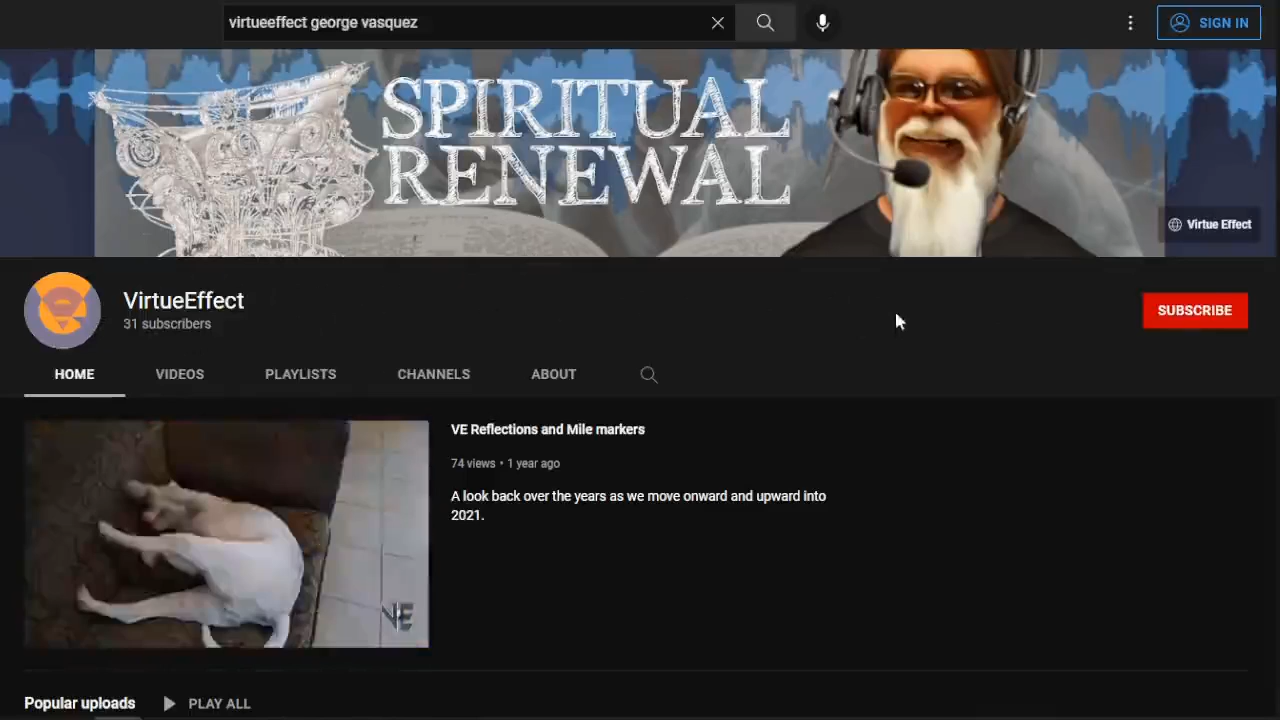 virtueeffect george vasquez
SIGN IN
SPIRITUAL
RENEWAL
Virtue Effect
VirtueEffect
31 subscribers
SUBSCRIBE
HOME VIDEOS PLAYLISTS CHANNELS ABOUT
VE Reflections and Mile markers
74 views • 1 year ago
A look back over the years as we move onward and upward into
2021.
VE
Popular uploads PLAY ALL